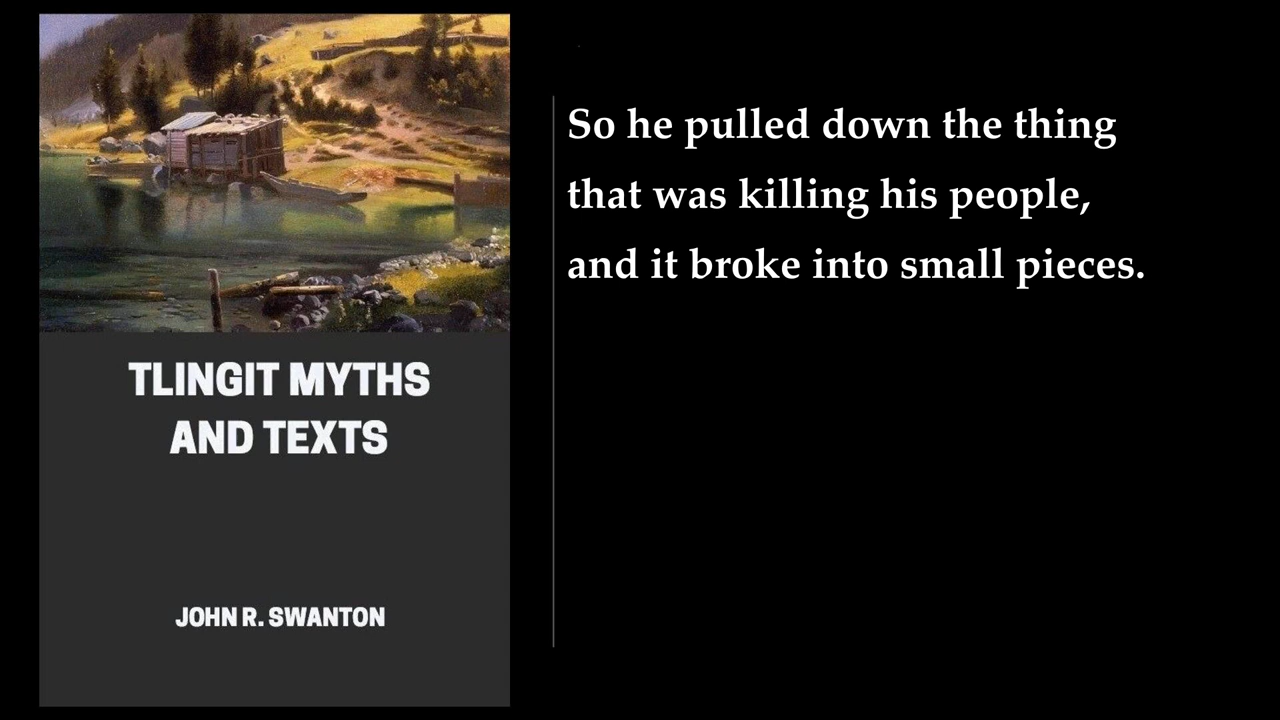 TLINGIT MYTHS
AND TEXTS
JOHN R. SWANTON
So he pulled down the thing
that was killing his people,
and it broke into small pieces.